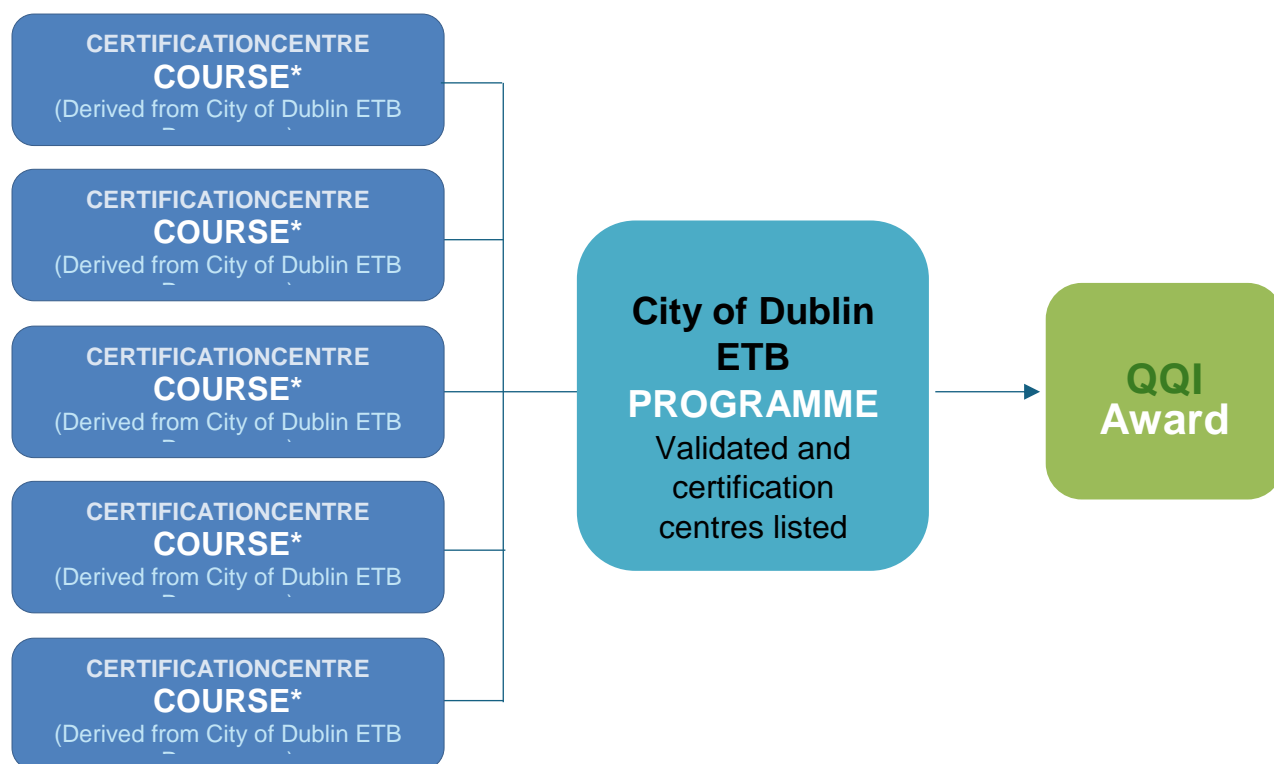 CERTIFICATIONCENTRE
COURSE*
(Derived from City of Dublin ETB
CERTIFICATIONCENTRE
COURSE*
(Derived from City of Dublin ETB
CERTIFICATIONCENTRE
COURSE*
(Derived from City of Dublin ETB
CERTIFICATIONCENTRE
COURSE*
(Derived from City of Dublin ETB
CERTIFICATIONCENTRE
COURSE*
(Derived from City of Dublin ETB
City of Dublin
ETB
PROGRAMME
Validated and
certification
centres listed
QQI
Award